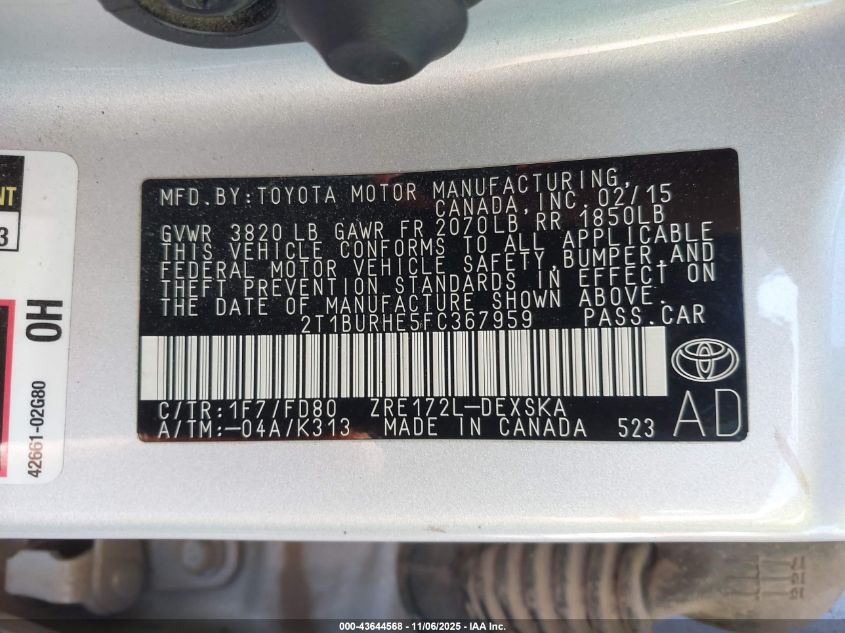 NT
3
OH
42661-02G80
MFD. BY: TOYOTA MOTOR MANUFACTURING,
CANADA, INC. 02/15
GVWR 3820 LB GAWR FR 2070LB, RR 1850LB
THIS VEHICLE CONFORMS TO ALL APPLICABLE
FEDERAL MOTOR VEHICLE SAFETY, BUMPER, AND
THEFT PREVENTION STANDARDS IN EFFECT ON
THE DATE OF MANUFACTURE SHOWN ABOVE.
2T1BURHE5FC367959 PASS. CAR
C/TR: 1F7/FD80 ZRE172L-DEXSKA
A/TM:-04A/K313 MADE IN CANADA 523
AD
000-43644568 - 11/06/2025 - IAA Inc.